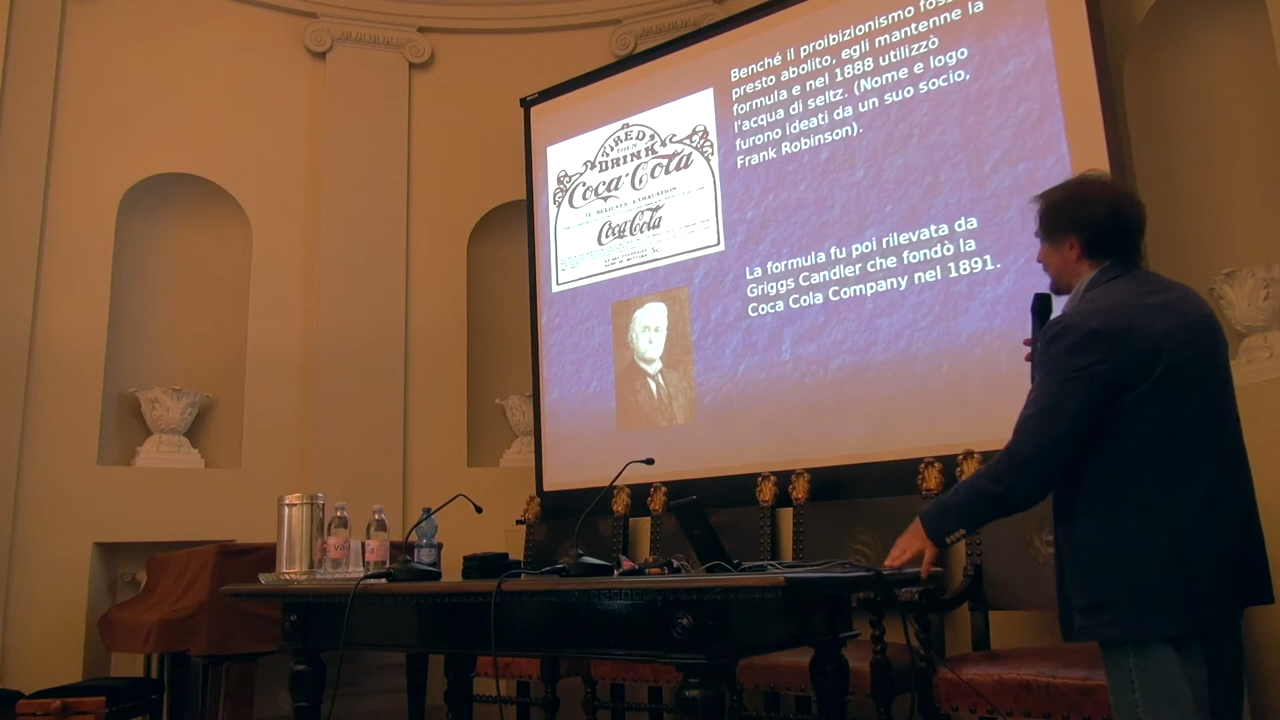 Benché il proibizionismo fos
presto abolito, egli mantenne la
formula e nel 1888 utilizzò
l'acqua di seltz. (Nome e logo
furono ideati da un suo socio,
Frank Robinson).
TIRED?
THEN
DRINK
Coca-Cola
IT RELIEVES EXHAUSTION
Coca-Cola
5¢
La formula fu poi rilevata da
Griggs Candler che fondò la
Coca Cola Company nel 1891.